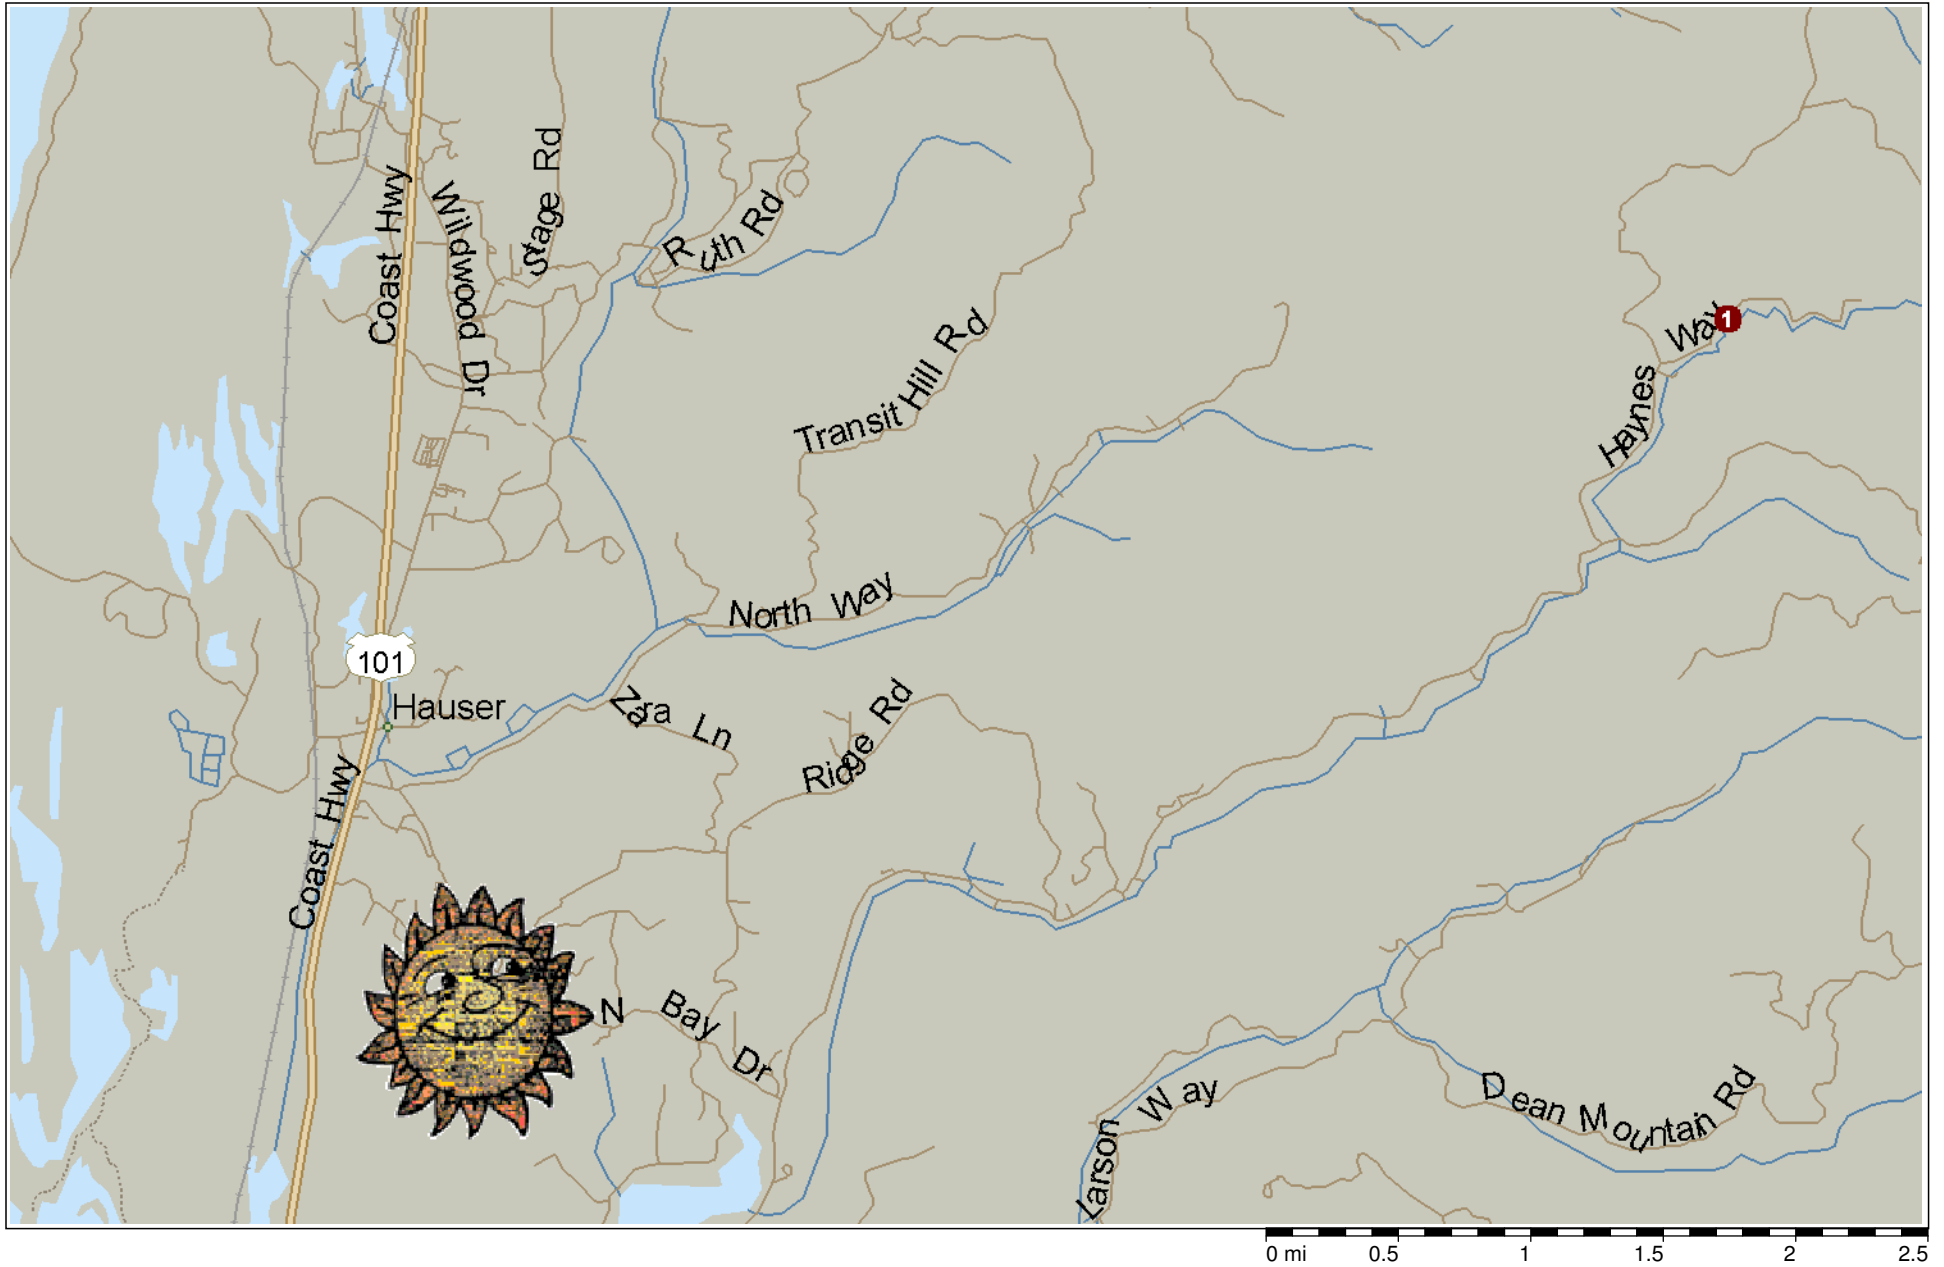 Stage Rd
Coast Hwy
Wildwood Dr
Ruth Rd
Transit Hill Rd
Haynes Way
1
North Way
101
Hauser
Zara Ln
Ridge Rd
Coast Hwy
N Bay Dr
Larson Way
Dean Mountain Rd
0 mi 0.5 1 1.5 2 2.5